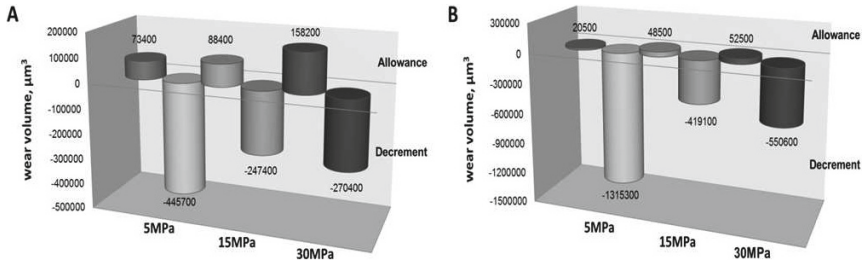 A
wear volume, μm³
200000
100000
0
-100000
-200000
-300000
-400000
-500000
73400
88400
158200
Allowance
Decrement
-445700
-247400
-270400
5MPa
15MPa
30MPa
B
wear volume, μm³
300000
0
-300000
-600000
-900000
-1200000
-1500000
20500
48500
52500
Allowance
Decrement
-1315300
-419100
-550600
5MPa
15MPa
30MPa